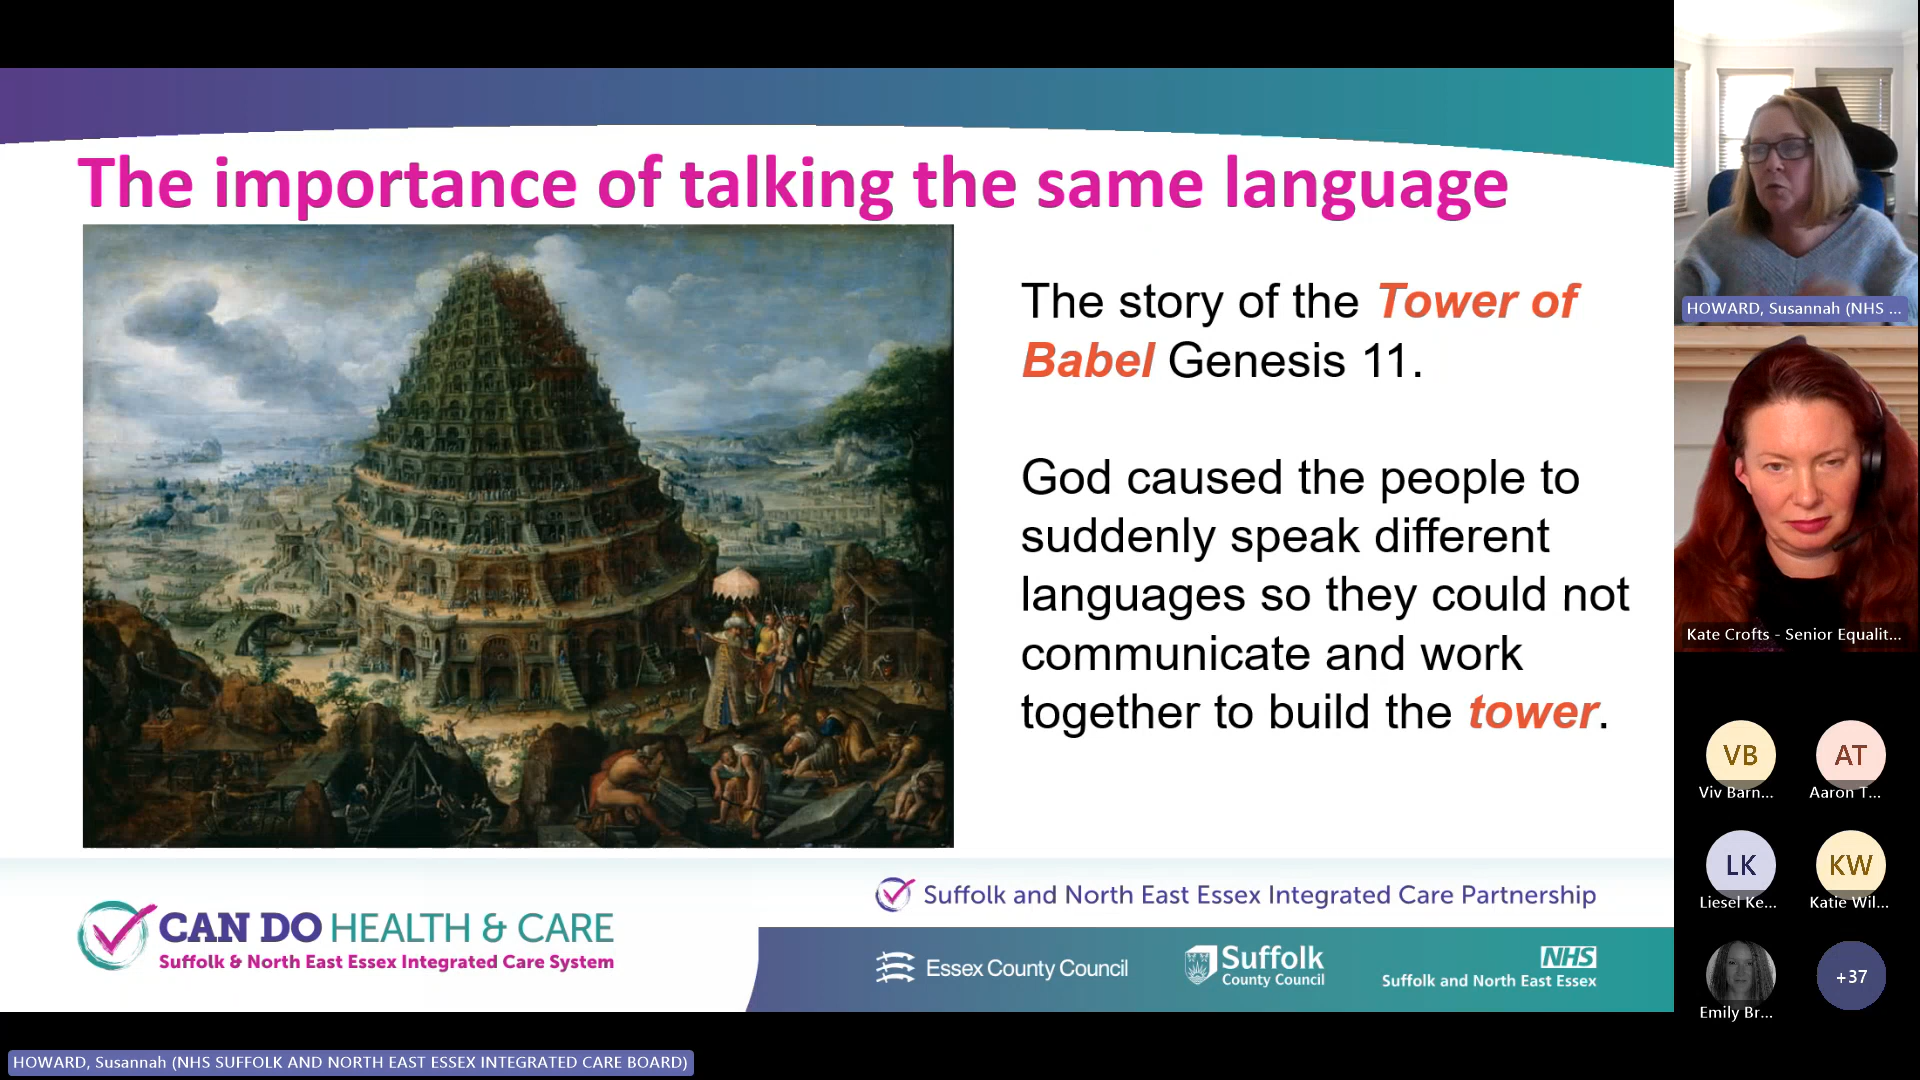 The importance of talking the same language
The story of the Tower of
Babel Genesis 11.
God caused the people to
suddenly speak different
languages so they could not
communicate and work
together to build the tower.
CAN DO HEALTH & CARE
Suffolk & North East Essex Integrated Care System
Suffolk and North East Essex Integrated Care Partnership
Essex County Council
Suffolk
County Council
NHS
Suffolk and North East Essex
HOWARD, Susannah (NHS ...
Kate Crofts - Senior Equalit...
VB
Viv Barn...
AT
Aaron T...
LK
Liesel Ke...
KW
Katie Wil...
Emily Br...
+37
HOWARD, Susannah (NHS SUFFOLK AND NORTH EAST ESSEX INTEGRATED CARE BOARD)